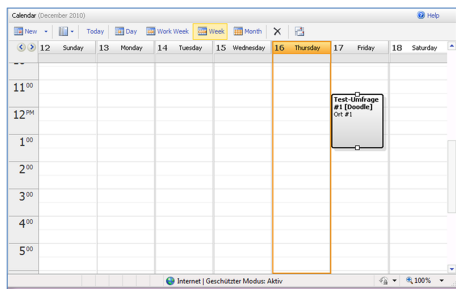 Calendar (December 2010) Help
New Today Day Work Week Week Month
12 Sunday 13 Monday 14 Tuesday 15 Wednesday 16 Thursday 17 Friday 18 Saturday
11 00
Test-Umfrage
#1 [Doodle]
Ort #1
12 PM
1 00
2 00
3 00
4 00
5 00
Internet | Geschützter Modus: Aktiv 100%